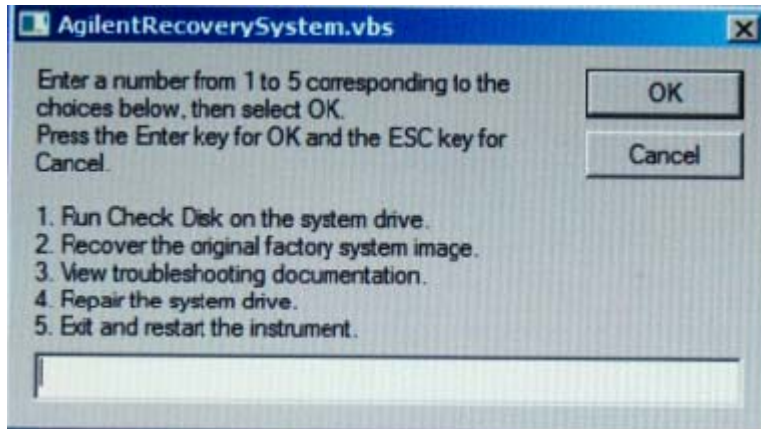 AgilentRecoverySystem.vbs
Enter a number from 1 to 5 corresponding to the
choices below, then select OK.
Press the Enter key for OK and the ESC key for
Cancel.
OK
Cancel
1. Run Check Disk on the system drive.
2. Recover the original factory system image.
3. View troubleshooting documentation.
4. Repair the system drive.
5. Exit and restart the instrument.